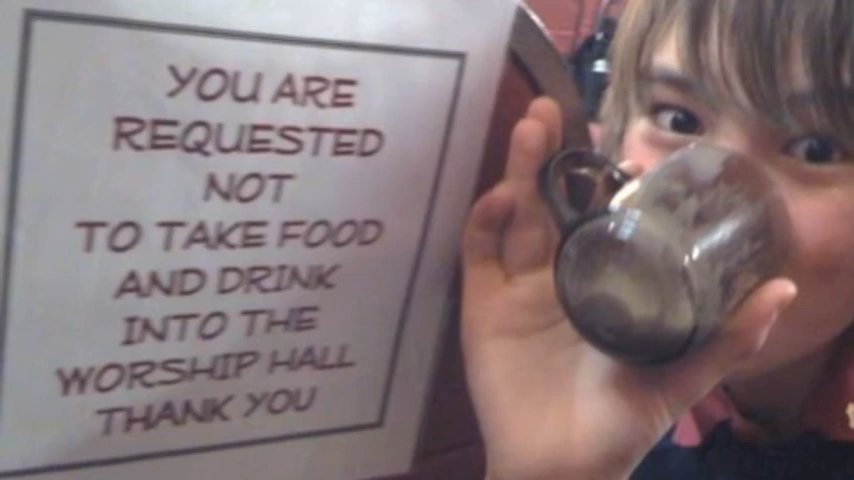 YOU ARE
REQUESTED
NOT
TO TAKE FOOD
AND DRINK
INTO THE
WORSHIP HALL
THANK YOU